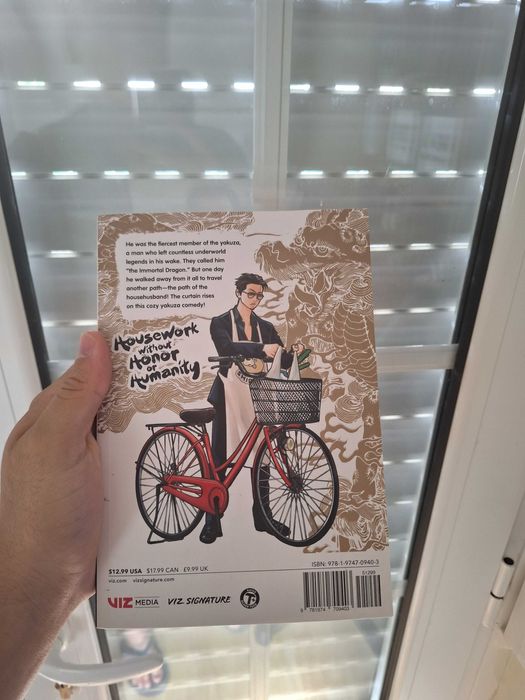 He was the fiercest member of the yakuza,
a man who left countless underworld
legends in his wake. They called him
"the Immortal Dragon." But one day
he walked away from it all to travel
another path—the path of the
househusband! The curtain rises
on this cozy yakuza comedy!
Housework
without
Honor
or
Humanity
$12.99 USA $17.99 CAN £9.99 UK
viz.com vizsignature.com
ISBN: 978-1-9747-0940-3
51299
9 781974 709403
VIZ MEDIA VIZ SIGNATURE